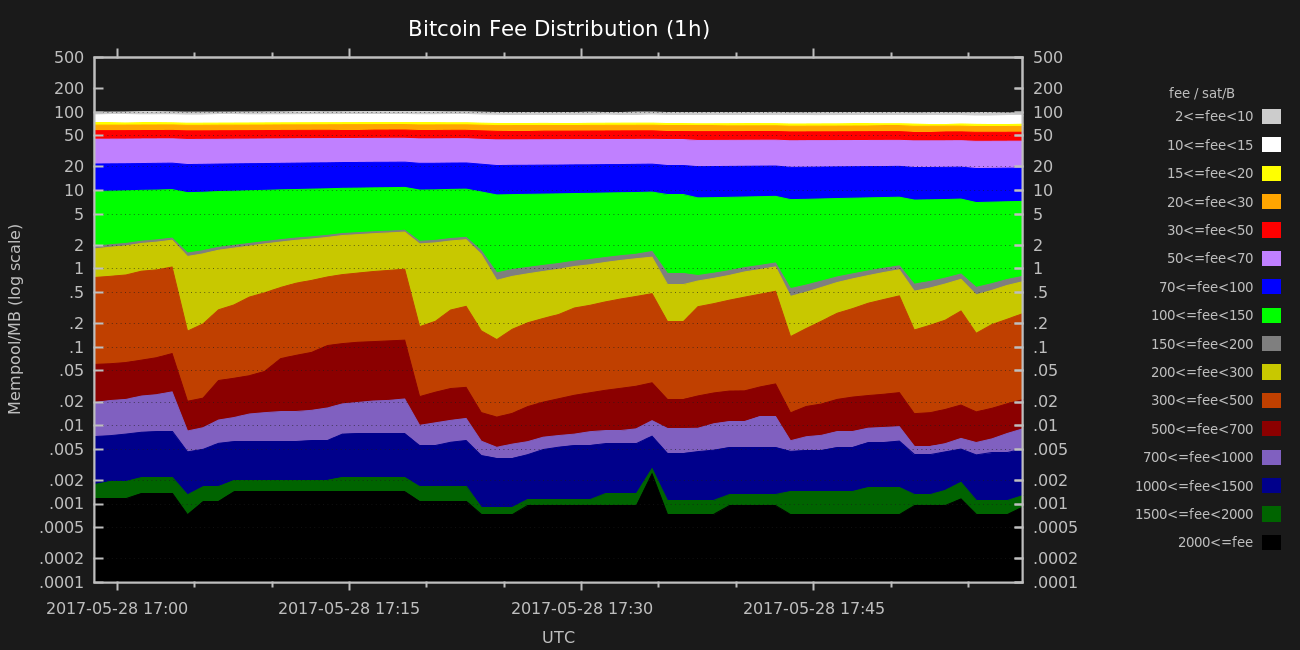 Bitcoin Fee Distribution (1h)
Mempool/MB (log scale)
500
200
100
50
20
10
5
2
1
.5
.2
.1
.05
.02
.01
.005
.002
.001
.0005
.0002
.0001
500
200
100
50
20
10
5
2
1
.5
.2
.1
.05
.02
.01
.005
.002
.001
.0005
.0002
.0001
2017-05-28 17:00 2017-05-28 17:15 2017-05-28 17:30 2017-05-28 17:45
UTC
fee / sat/B
2<=fee<10
10<=fee<15
15<=fee<20
20<=fee<30
30<=fee<50
50<=fee<70
70<=fee<100
100<=fee<150
150<=fee<200
200<=fee<300
300<=fee<500
500<=fee<700
700<=fee<1000
1000<=fee<1500
1500<=fee<2000
2000<=fee